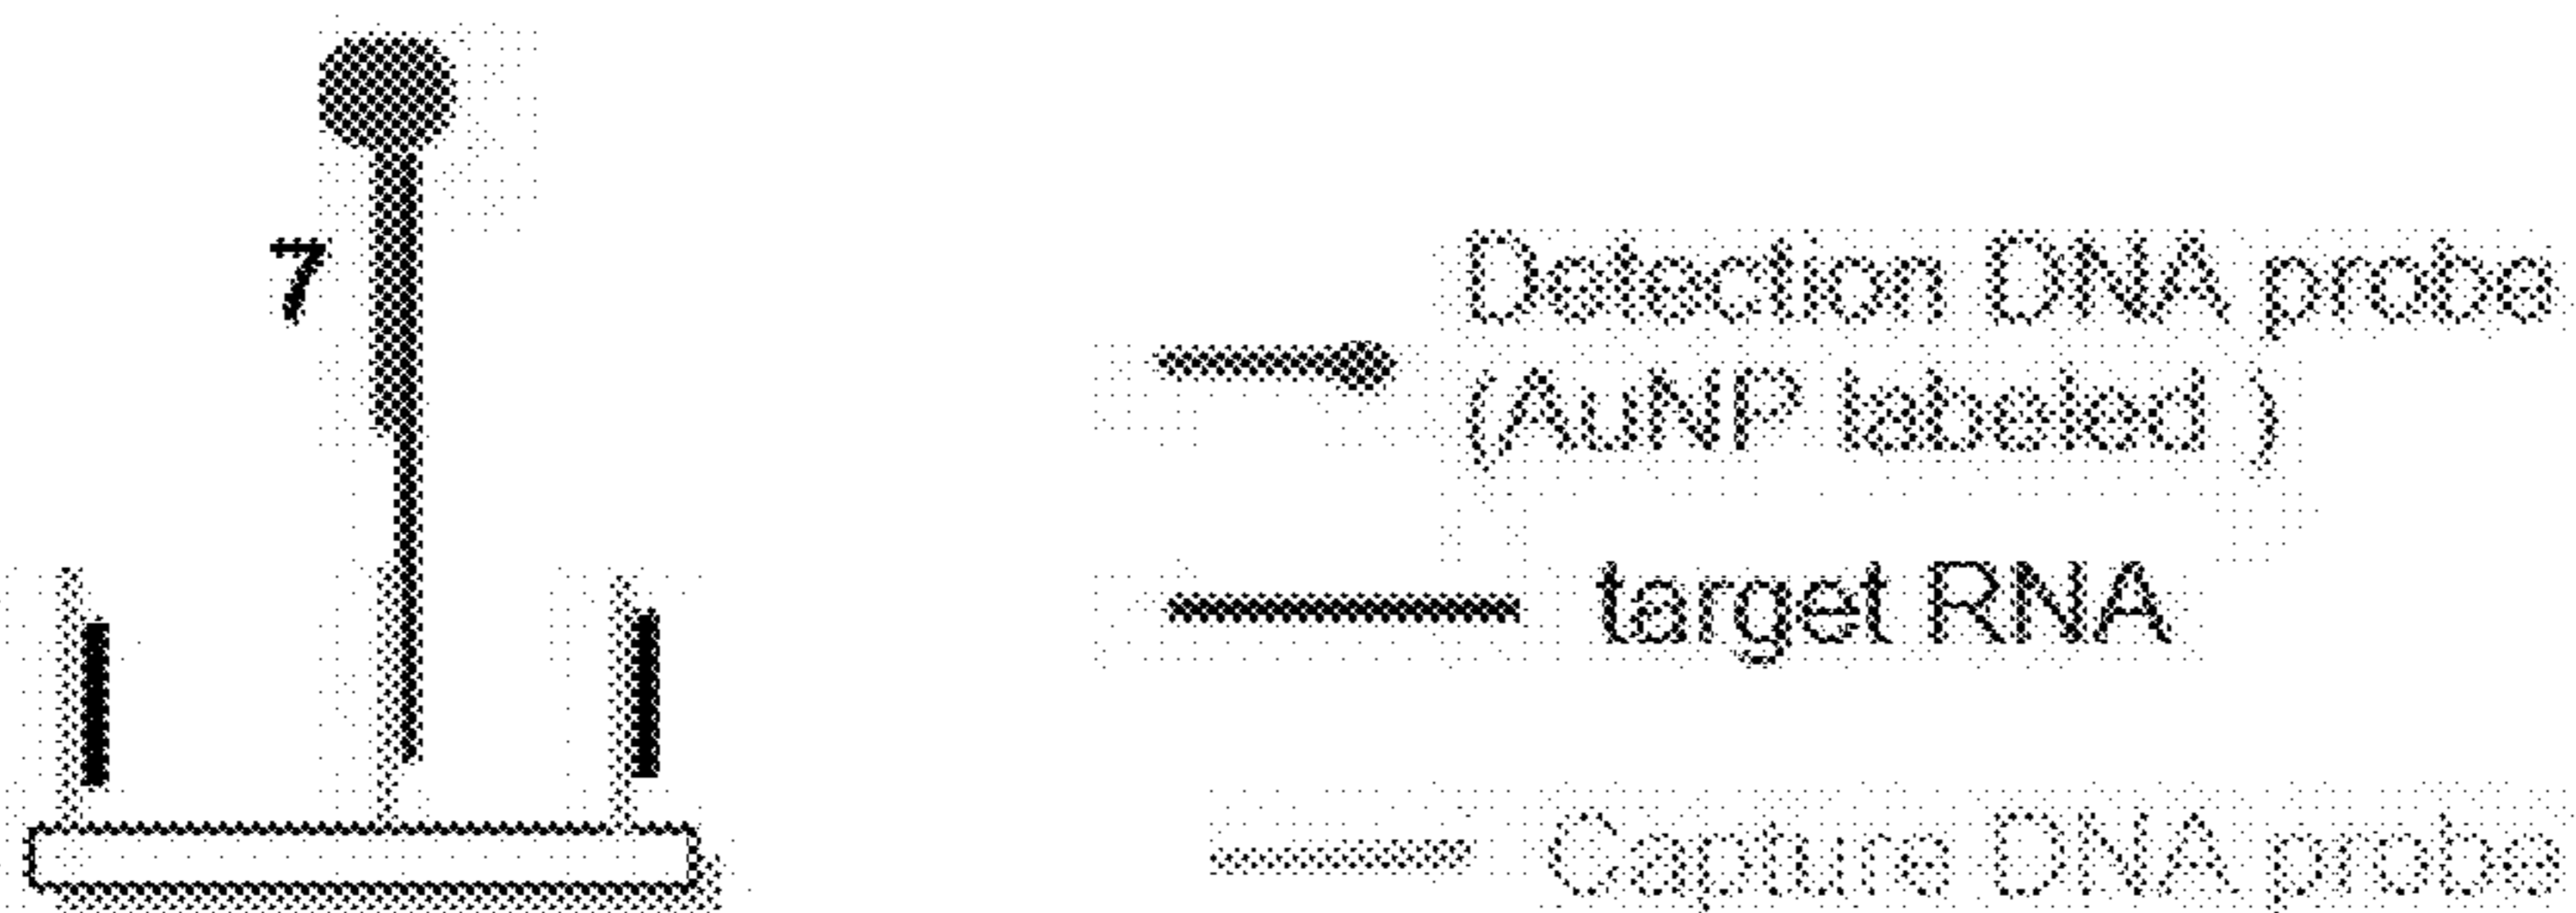 7
Detection DNA probe
(AuNP labeled )
target RNA
Capture DNA probe